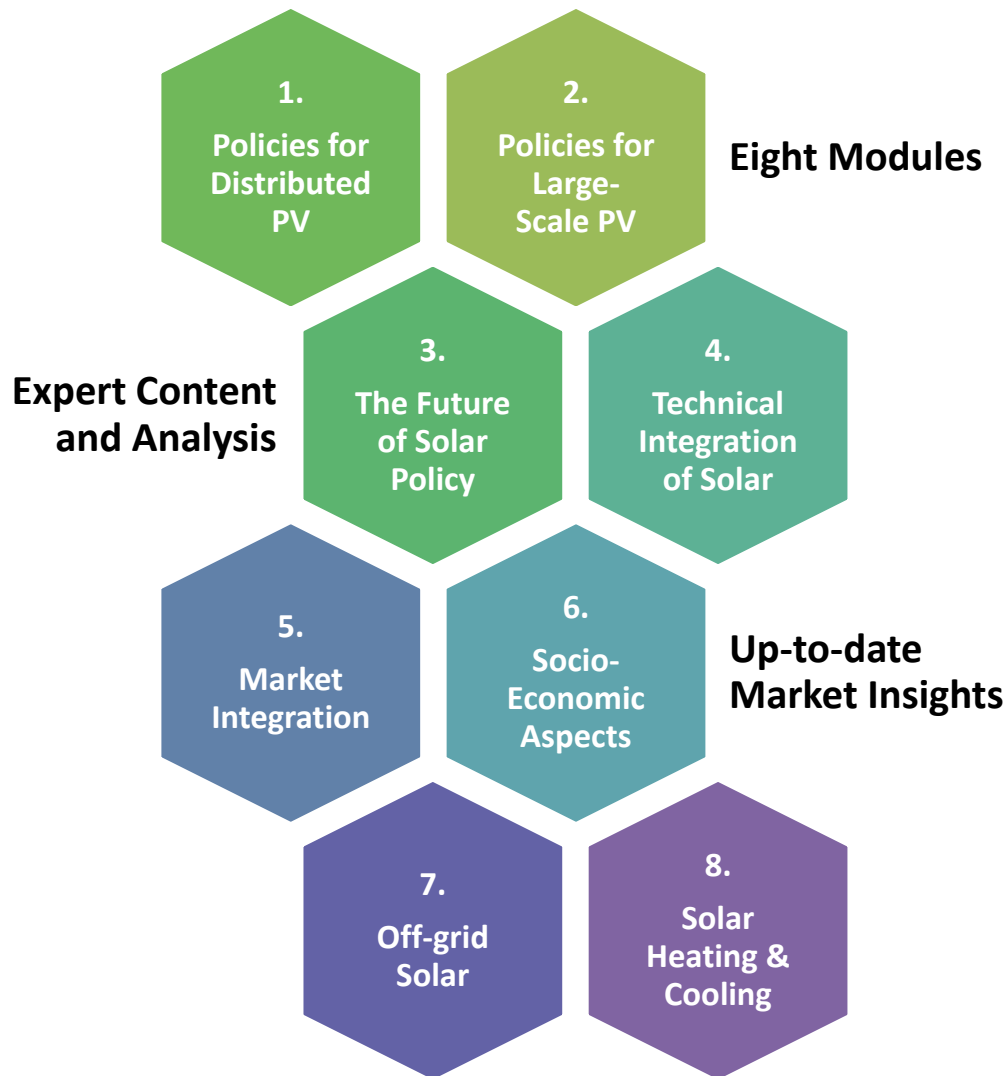 1.
Policies for
Distributed
PV
2.
Policies for
Large-
Scale PV
Eight Modules
Expert Content
and Analysis
3.
The Future
of Solar
Policy
4.
Technical
Integration
of Solar
5.
Market
Integration
6.
Socio-
Economic
Aspects
Up-to-date
Market Insights
7.
Off-grid
Solar
8.
Solar
Heating &
Cooling